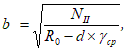 b = √(N_II / (R_0 − d × γ_cp)),